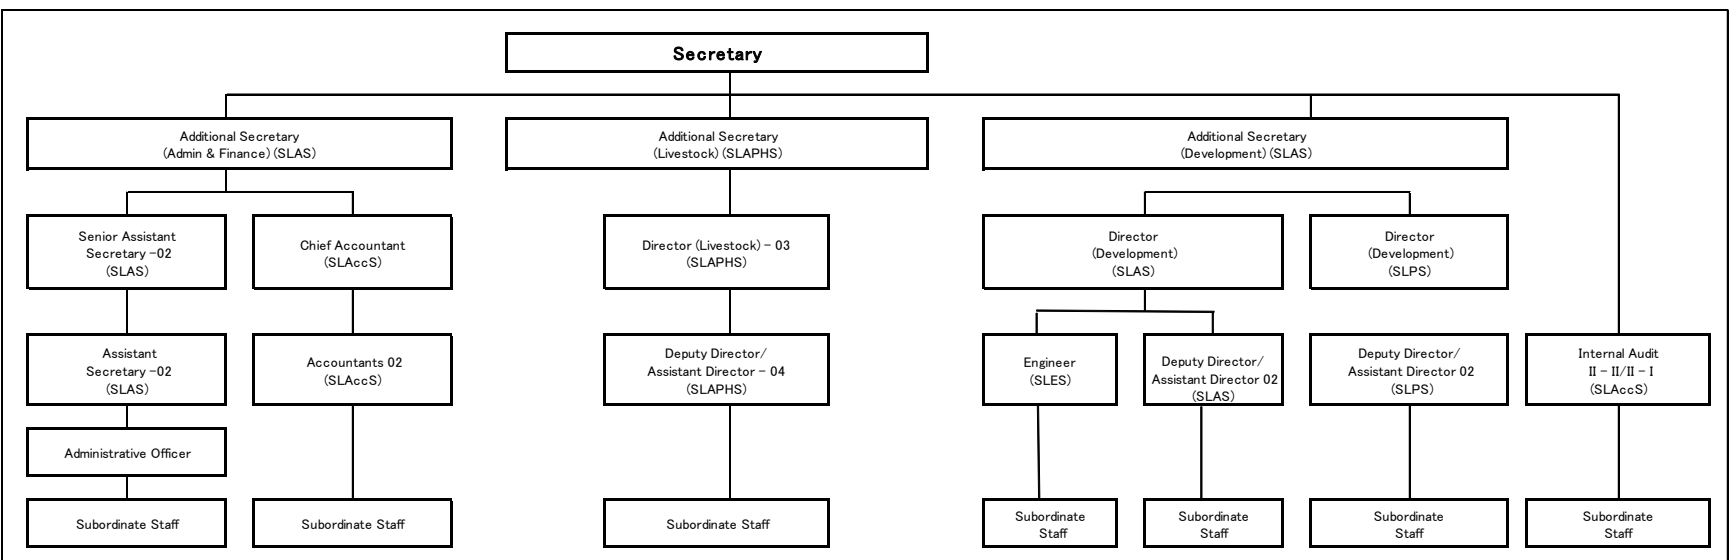 Secretary
Additional Secretary
(Admin & Finance) (SLAS)
Additional Secretary
(Livestock) (SLAPHS)
Additional Secretary
(Development) (SLAS)
Senior Assistant
Secretary -02
(SLAS)
Chief Accountant
(SLAccS)
Director (Livestock) - 03
(SLAPHS)
Director
(Development)
(SLAS)
Director
(Development)
(SLPS)
Assistant
Secretary -02
(SLAS)
Accountants 02
(SLAccS)
Deputy Director/
Assistant Director - 04
(SLAPHS)
Engineer
(SLES)
Deputy Director/
Assistant Director 02
(SLAS)
Deputy Director/
Assistant Director 02
(SLPS)
Internal Audit
II - II/II - I
(SLAccS)
Administrative Officer
Subordinate Staff
Subordinate Staff
Subordinate Staff
Subordinate
Staff
Subordinate
Staff
Subordinate
Staff
Subordinate
Staff